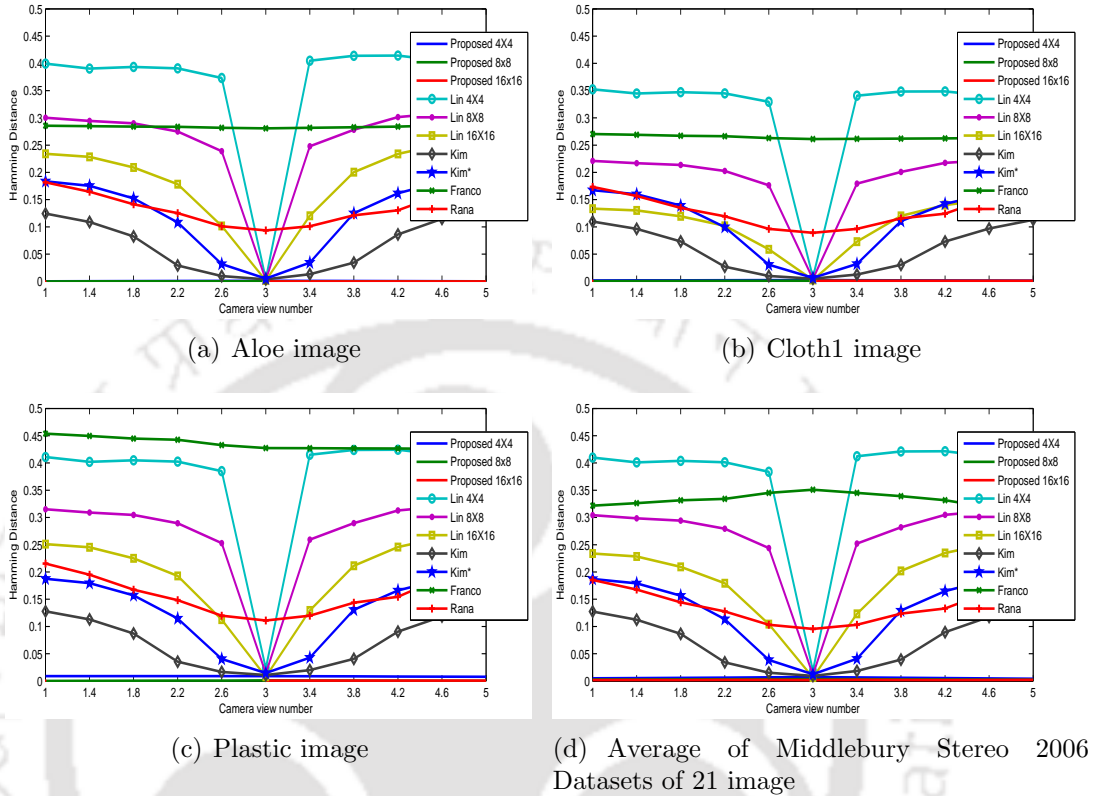 0.5
0.45
0.4
0.35
0.3
0.25
0.2
0.15
0.1
0.05
0
Hamming Distance
1 1.4 1.8 2.2 2.6 3 3.4 3.8 4.2 4.6 5
Camera view number
Proposed 4X4
Proposed 8x8
Proposed 16x16
Lin 4X4
Lin 8X8
Lin 16X16
Kim
Kim*
Franco
Rana
(a) Aloe image
0.5
0.45
0.4
0.35
0.3
0.25
0.2
0.15
0.1
0.05
0
Hamming Distance
1 1.4 1.8 2.2 2.6 3 3.4 3.8 4.2 4.6 5
Camera view number
Proposed 4X4
Proposed 8x8
Proposed 16x16
Lin 4X4
Lin 8X8
Lin 16X16
Kim
Kim*
Franco
Rana
(b) Cloth1 image
0.5
0.45
0.4
0.35
0.3
0.25
0.2
0.15
0.1
0.05
0
Hamming Distance
1 1.4 1.8 2.2 2.6 3 3.4 3.8 4.2 4.6 5
Camera view number
Proposed 4X4
Proposed 8x8
Proposed 16x16
Lin 4X4
Lin 8X8
Lin 16X16
Kim
Kim*
Franco
Rana
(c) Plastic image
0.5
0.45
0.4
0.35
0.3
0.25
0.2
0.15
0.1
0.05
0
Hamming Distance
1 1.4 1.8 2.2 2.6 3 3.4 3.8 4.2 4.6 5
Camera view number
Proposed 4X4
Proposed 8x8
Proposed 16x16
Lin 4X4
Lin 8X8
Lin 16X16
Kim
Kim*
Franco
Rana
(d) Average of Middlebury Stereo 2006
Datasets of 21 image